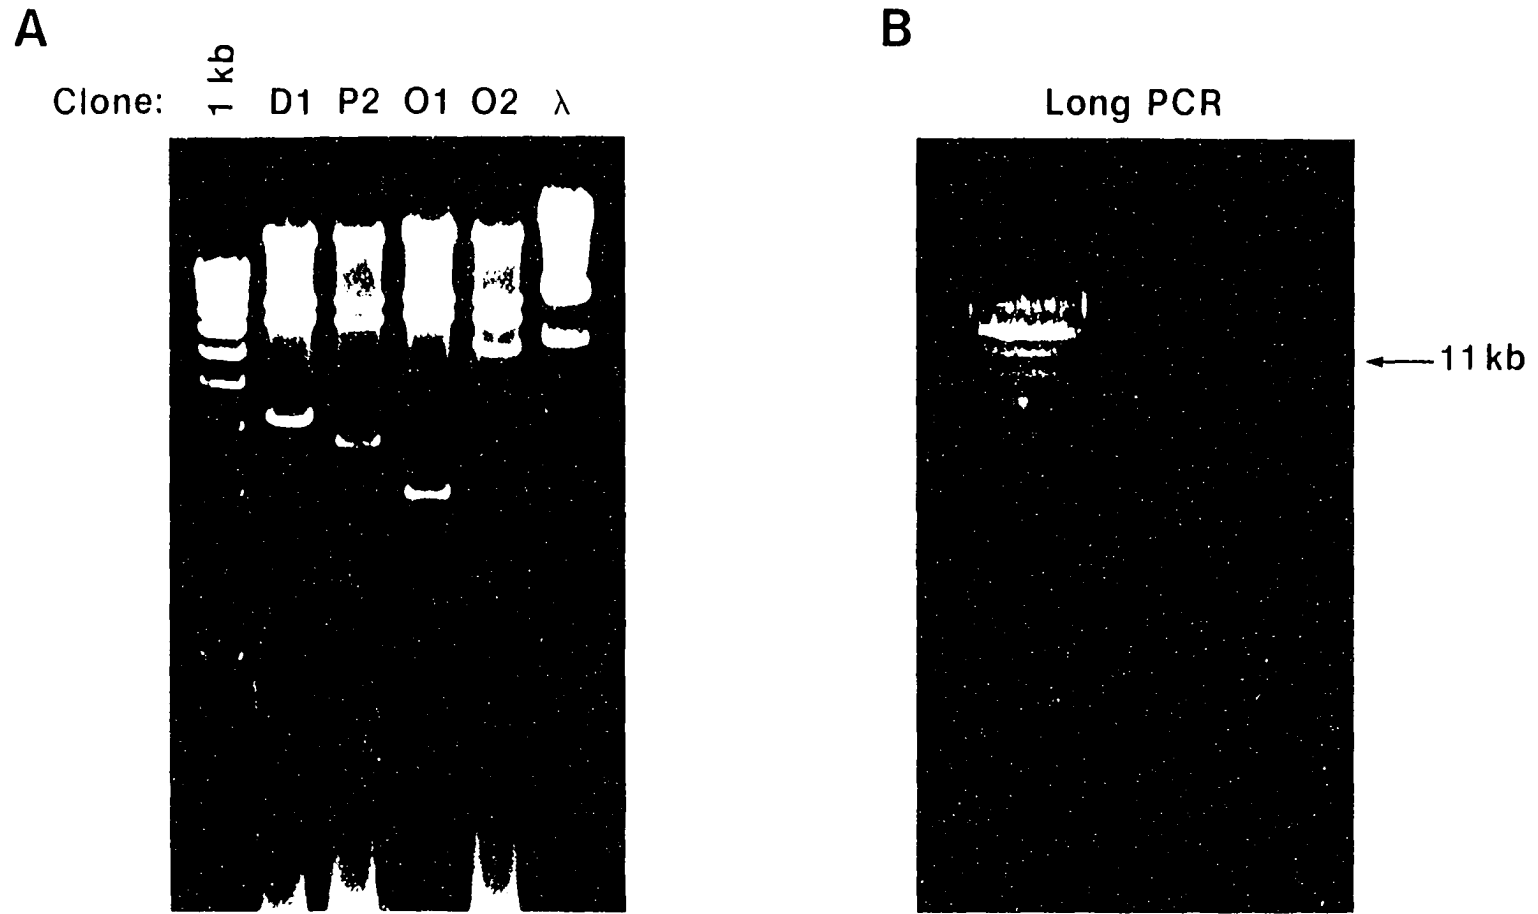 A
B
Clone: 1 kb D1 P2 O1 O2 λ
Long PCR
11 kb